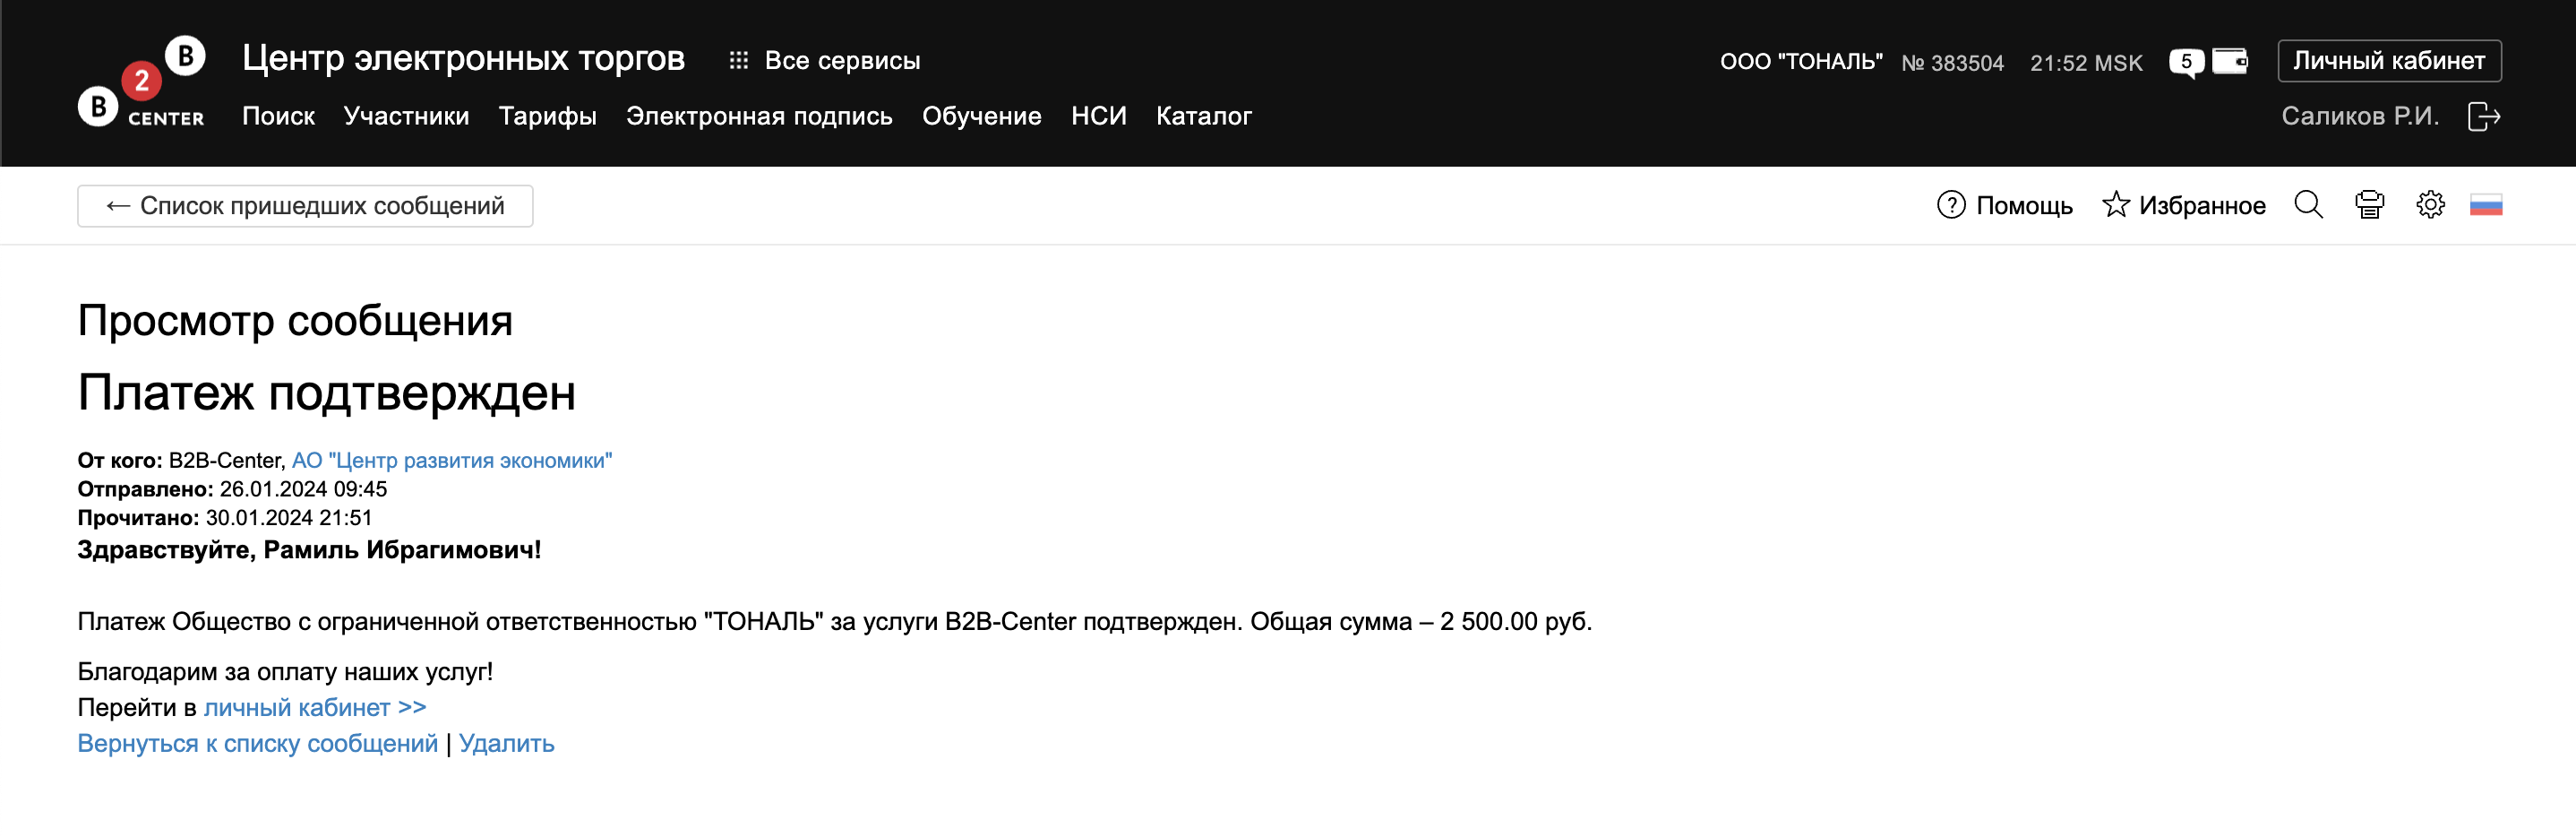 B 2 B CENTER
Центр электронных торгов Все сервисы ООО "ТОНАЛЬ" № 383504 21:52 MSK 5 Личный кабинет
Поиск Участники Тарифы Электронная подпись Обучение НСИ Каталог Саликов Р.И.
← Список пришедших сообщений ? Помощь Избранное
Просмотр сообщения
Платеж подтвержден
От кого: B2B-Center, АО "Центр развития экономики"
Отправлено: 26.01.2024 09:45
Прочитано: 30.01.2024 21:51
Здравствуйте, Рамиль Ибрагимович!
Платеж Общество с ограниченной ответственностью "ТОНАЛЬ" за услуги B2B-Center подтвержден. Общая сумма – 2 500.00 руб.
Благодарим за оплату наших услуг!
Перейти в личный кабинет >>
Вернуться к списку сообщений | Удалить